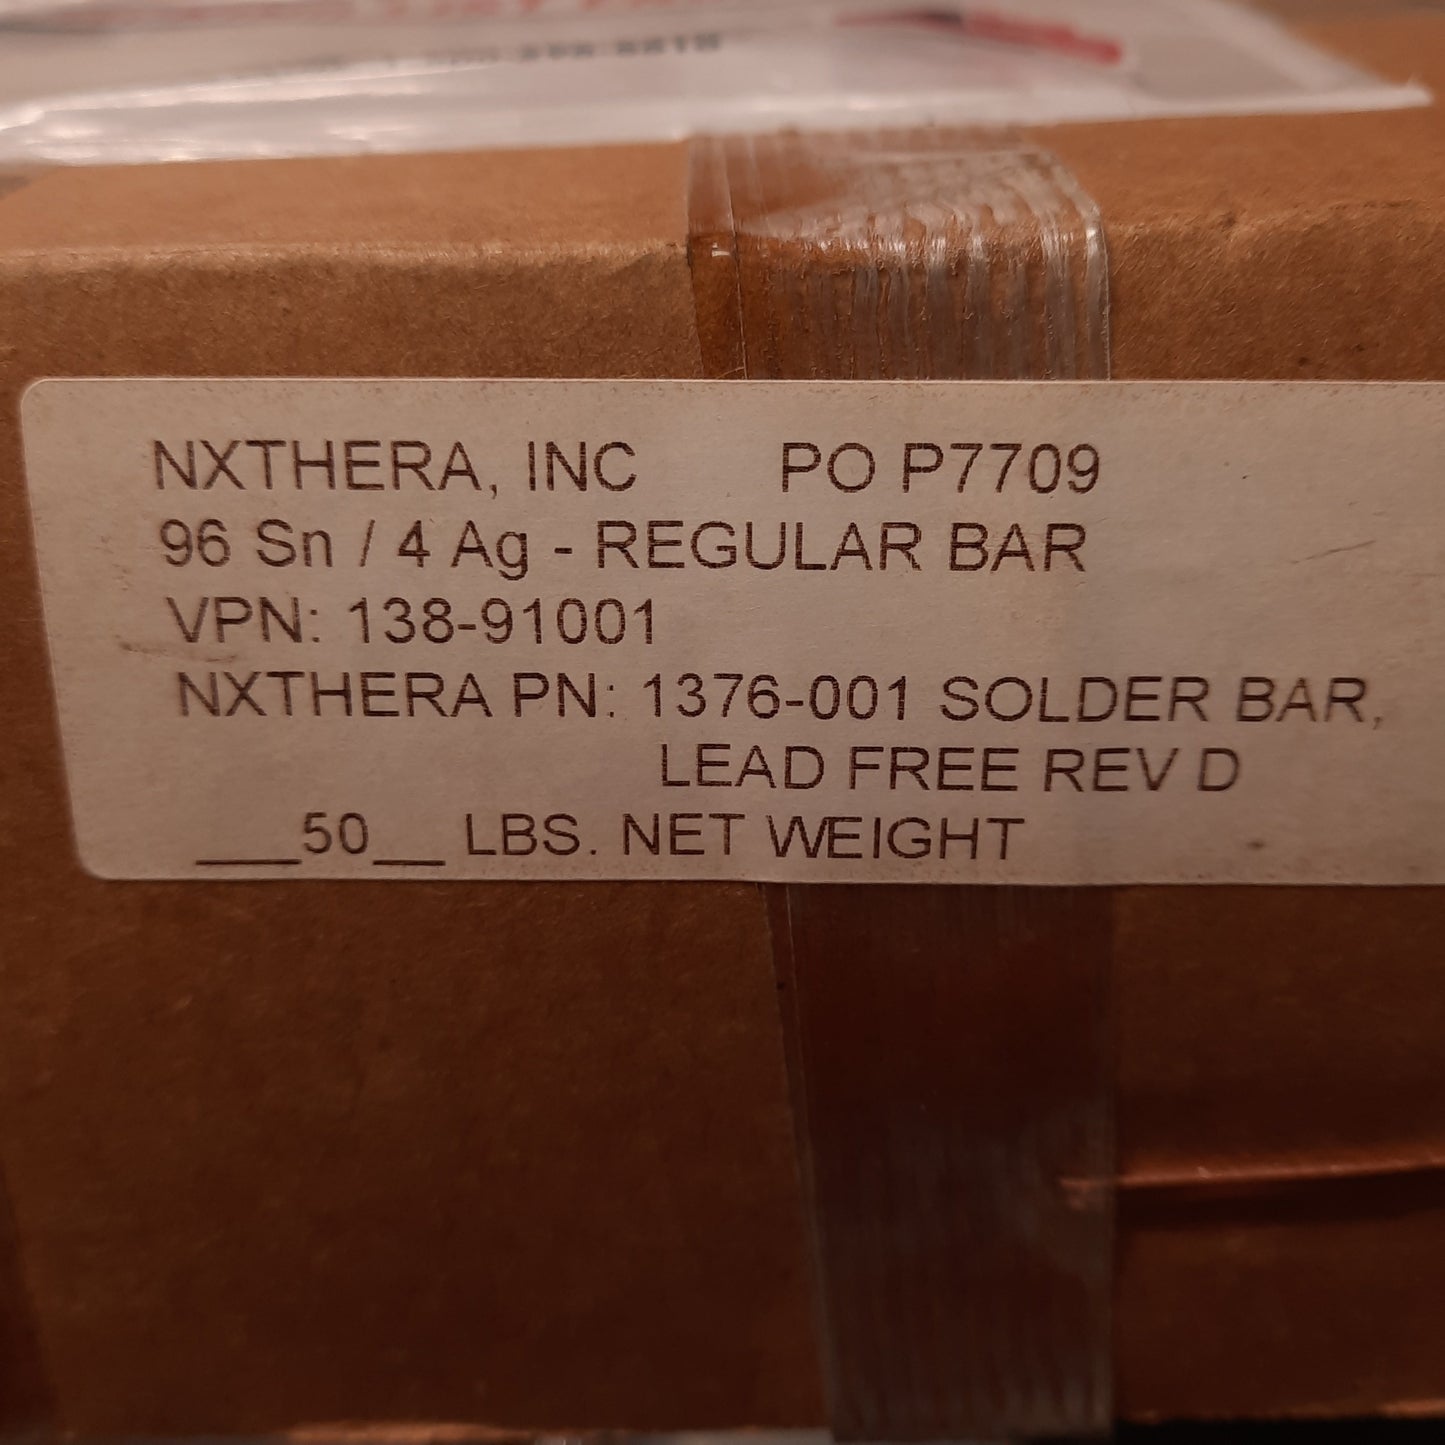 NXTHERA, INC PO P7709
96 Sn / 4 Ag - REGULAR BAR
VPN: 138-91001
NXTHERA PN: 1376-001 SOLDER BAR,
LEAD FREE REV D
___50__ LBS. NET WEIGHT